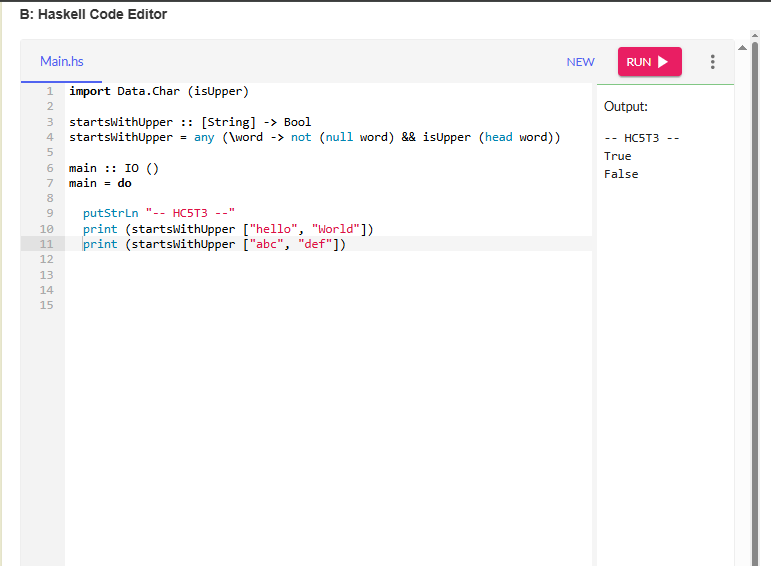 B: Haskell Code Editor
Main.hs
NEW
RUN
1 import Data.Char (isUpper)
2
3 startsWithUpper :: [String] -> Bool
4 startsWithUpper = any (\word -> not (null word) && isUpper (head word))
5
6 main :: IO ()
7 main = do
8
9   putStrLn "-- HC5T3 --"
10   print (startsWithUpper ["hello", "World"])
11   print (startsWithUpper ["abc", "def"])
12
13
14
15
Output:
-- HC5T3 --
True
False